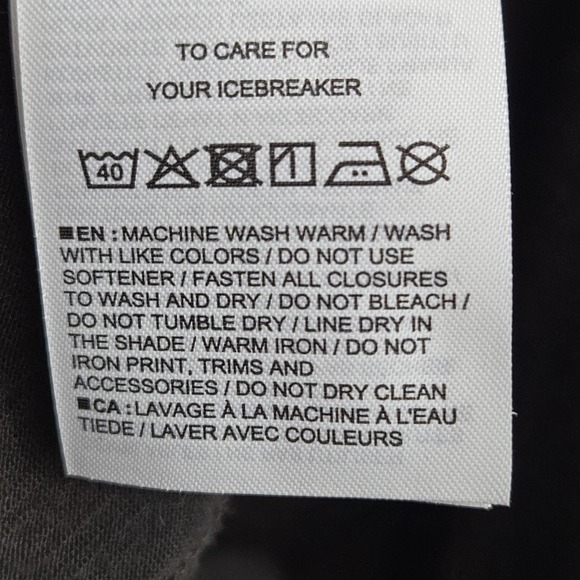 TO CARE FOR
YOUR ICEBREAKER
40
■EN : MACHINE WASH WARM / WASH
WITH LIKE COLORS / DO NOT USE
SOFTENER / FASTEN ALL CLOSURES
TO WASH AND DRY / DO NOT BLEACH /
DO NOT TUMBLE DRY / LINE DRY IN
THE SHADE / WARM IRON / DO NOT
IRON PRINT, TRIMS AND
ACCESSORIES / DO NOT DRY CLEAN
■CA : LAVAGE À LA MACHINE À L'EAU
TIEDE / LAVER AVEC COULEURS